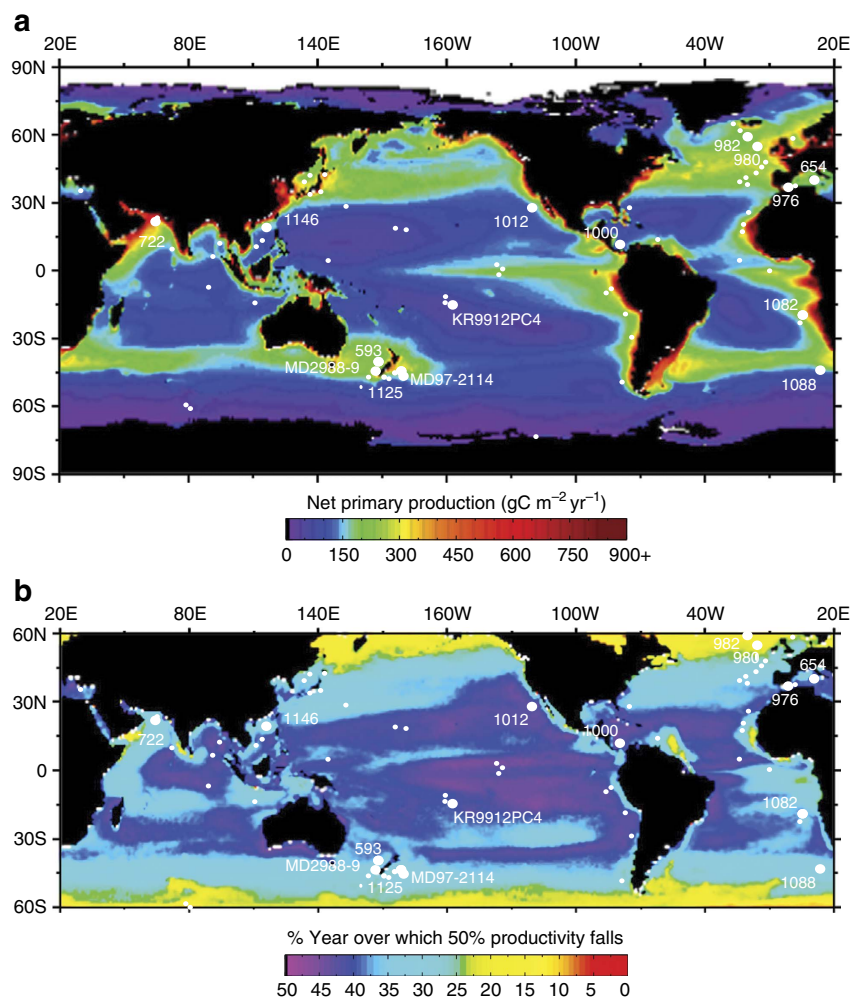 a
20E 80E 140E 160W 100W 40W 20E
90N
60N
982
980 654
30N
976
722 1146 1012 1000
0
1082
KR9912PC4
30S
593
MD2988-9 MD97-2114
1125 1088
60S
90S
Net primary production (gC m⁻² yr⁻¹)
0 150 300 450 600 750 900+
b
20E 80E 140E 160W 100W 40W 20E
60N
982
980 654
30N
976
722 1146 1012 1000
0
1082
KR9912PC4
30S
593
MD2988-9 MD97-2114
1125 1088
60S
% Year over which 50% productivity falls
50 45 40 35 30 25 20 15 10 5 0